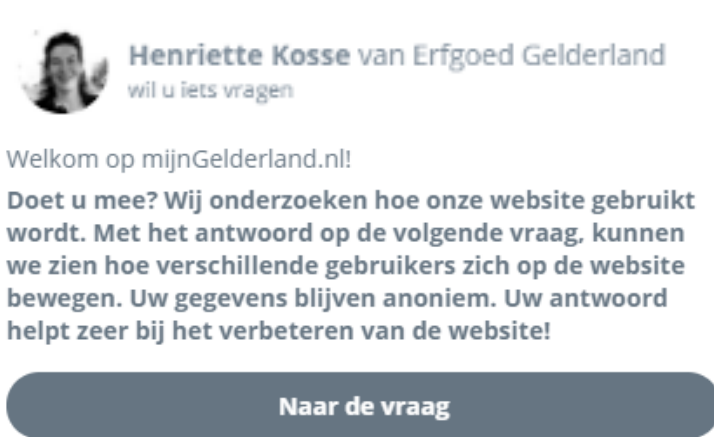 Henriette Kosse van Erfgoed Gelderland
wil u iets vragen
Welkom op mijnGelderland.nl!
Doet u mee? Wij onderzoeken hoe onze website gebruikt
wordt. Met het antwoord op de volgende vraag, kunnen
we zien hoe verschillende gebruikers zich op de website
bewegen. Uw gegevens blijven anoniem. Uw antwoord
helpt zeer bij het verbeteren van de website!
Naar de vraag